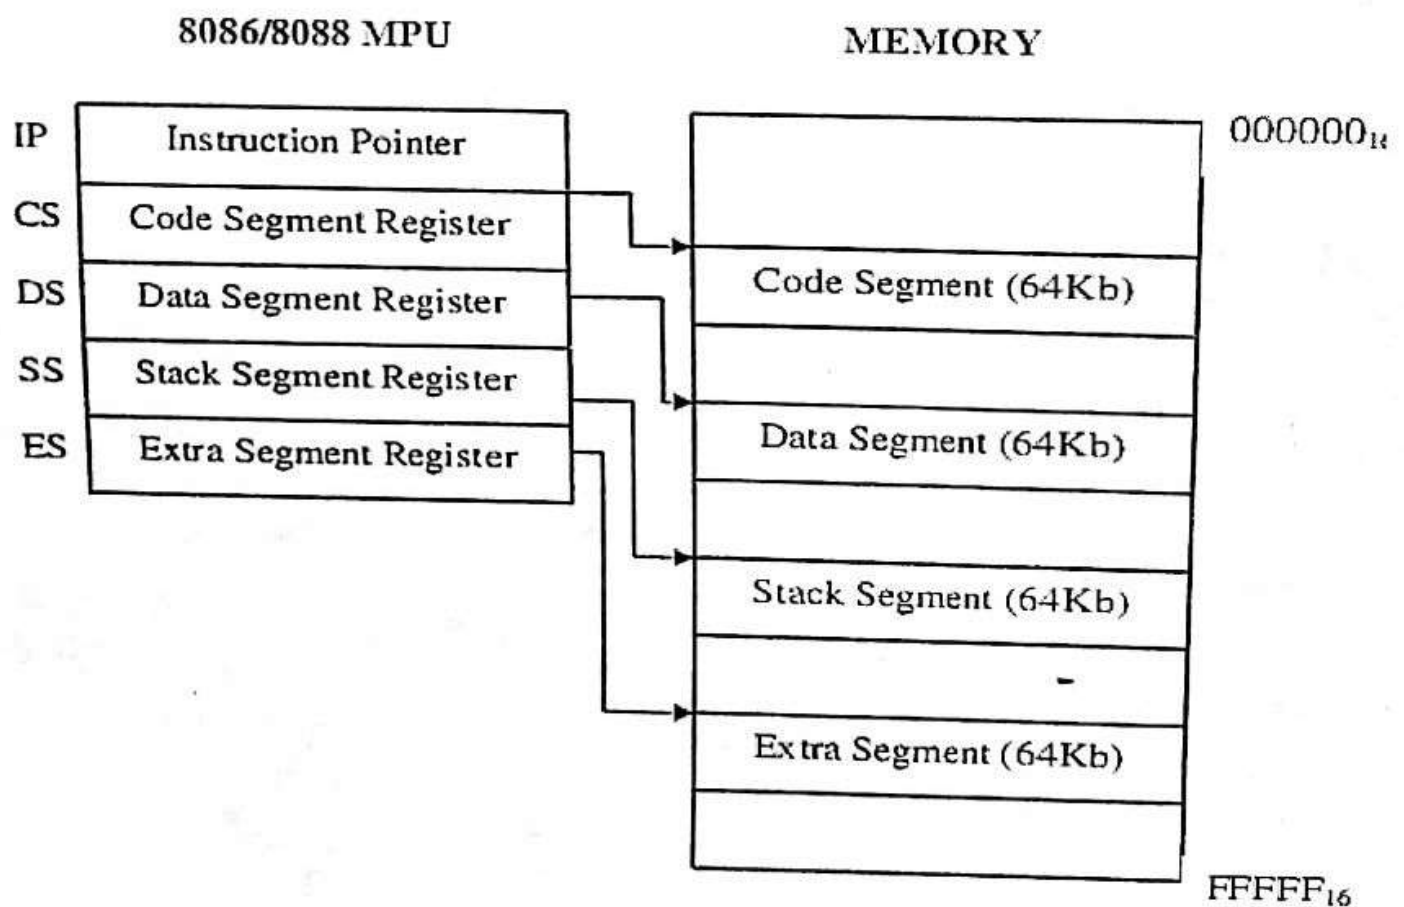 8086/8088 MPU
MEMORY
IP Instruction Pointer
CS Code Segment Register
DS Data Segment Register
SS Stack Segment Register
ES Extra Segment Register
000000₁₆
Code Segment (64Kb)
Data Segment (64Kb)
Stack Segment (64Kb)
Extra Segment (64Kb)
FFFFF₁₆